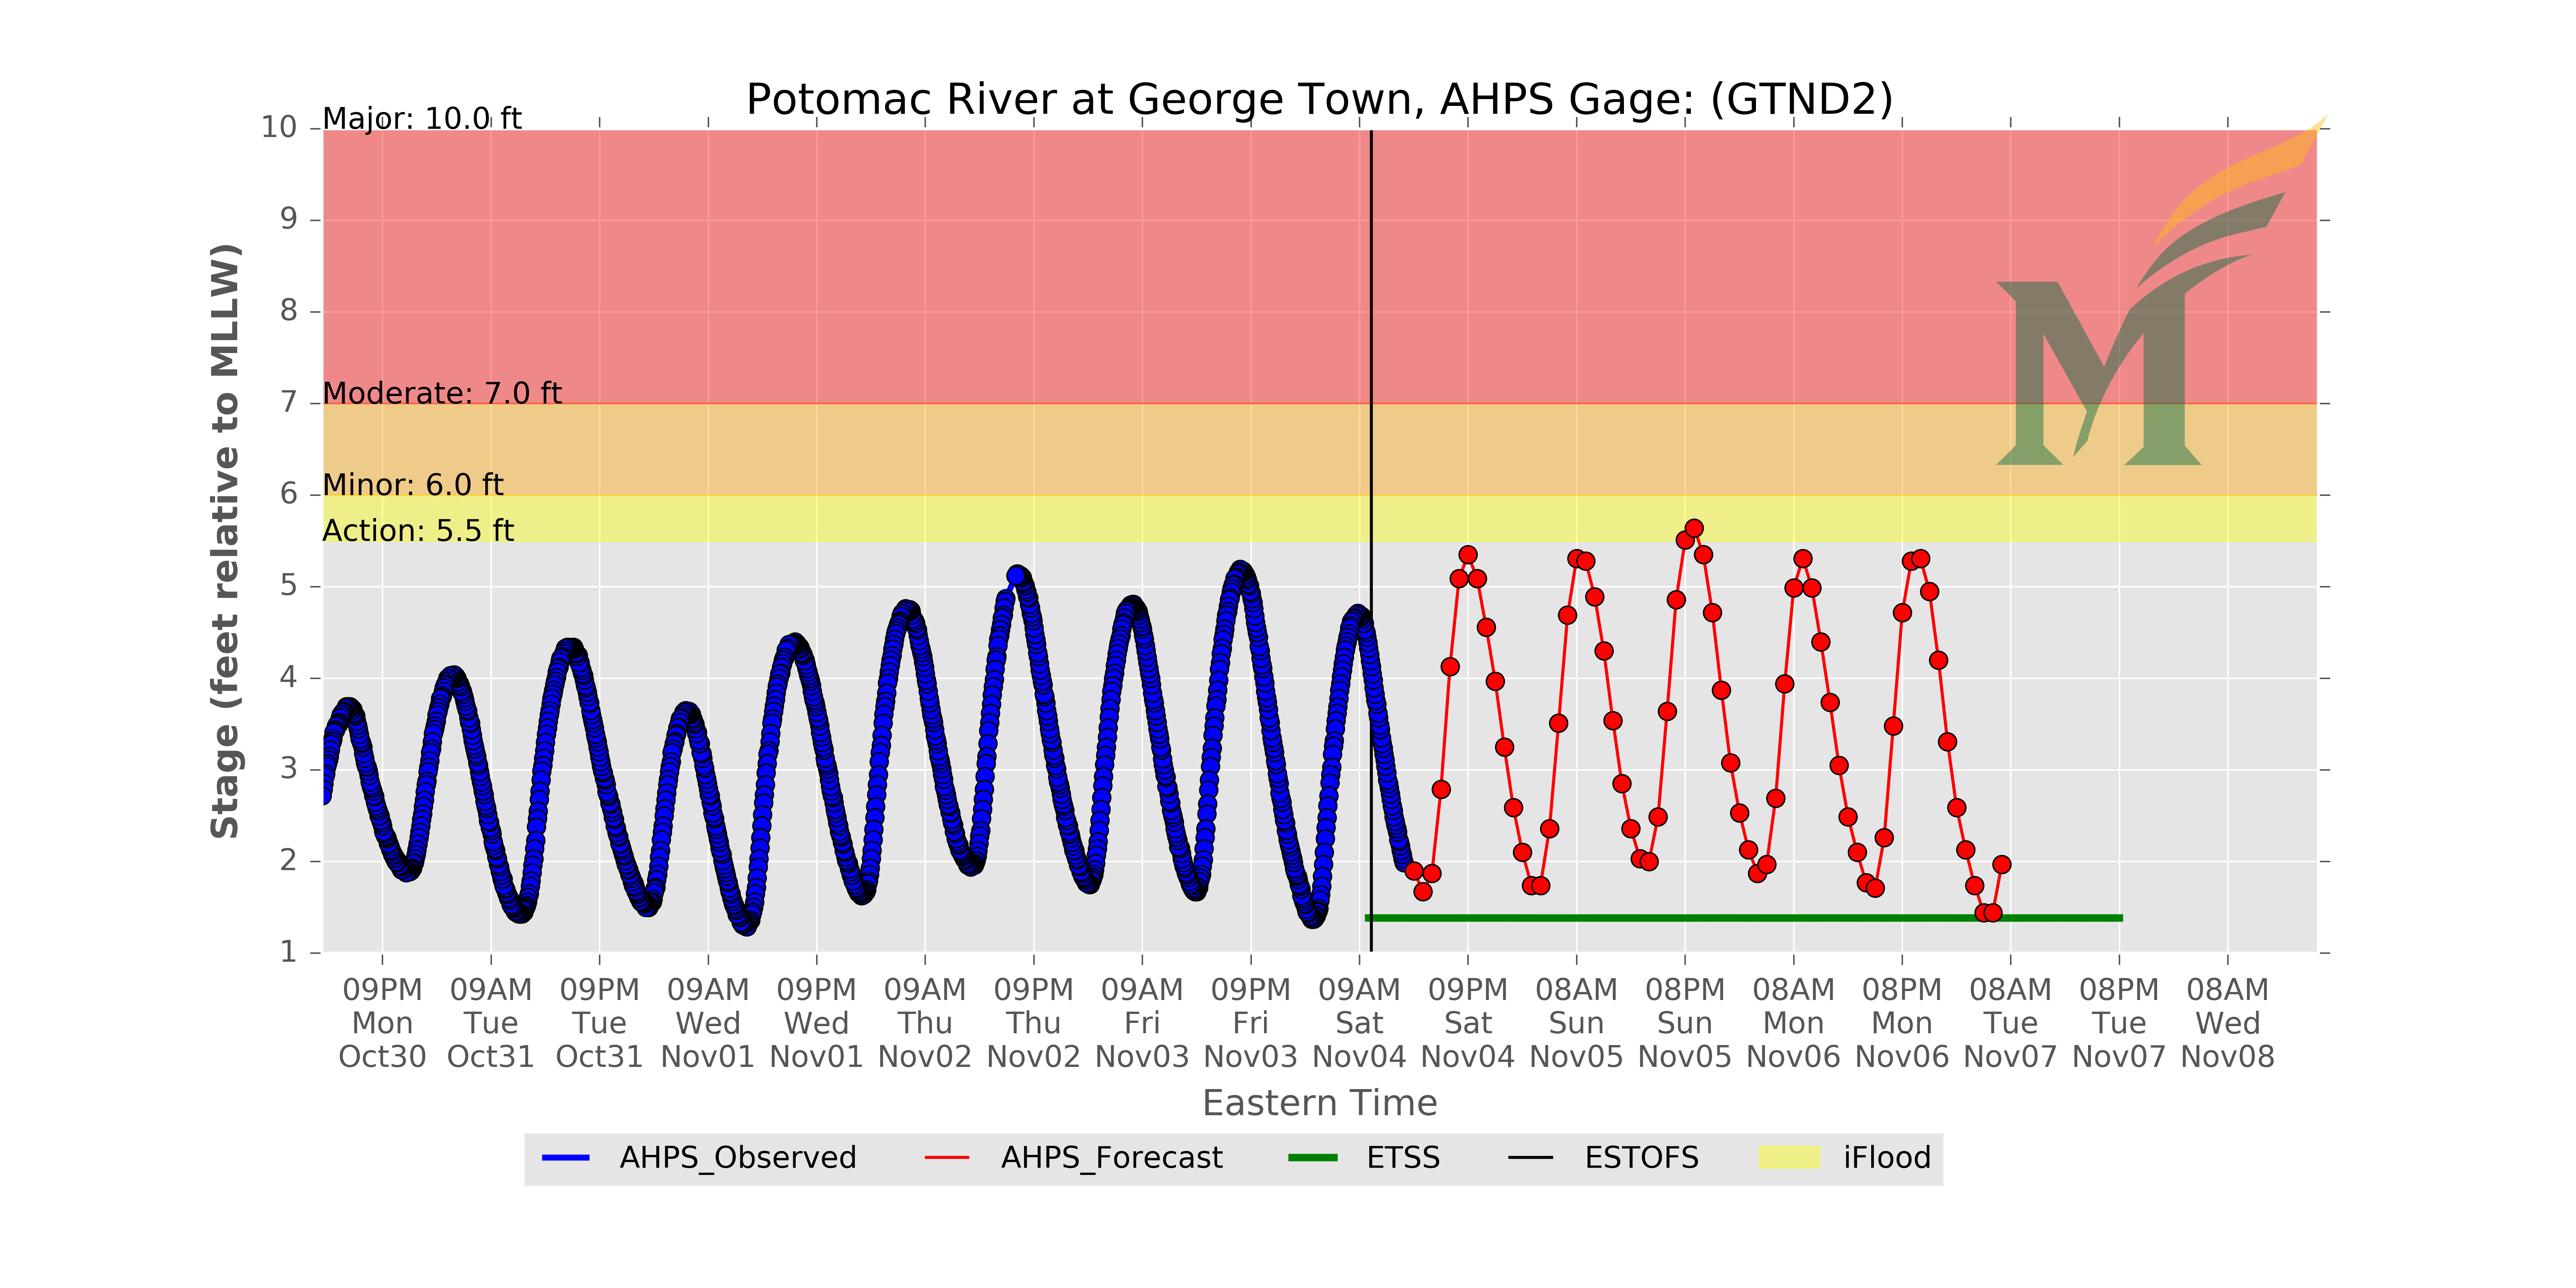 Potomac River at George Town, AHPS Gage: (GTND2)
Major: 10.0 ft
Moderate: 7.0 ft
Minor: 6.0 ft
Action: 5.5 ft
10
9
8
7
6
5
4
3
2
1
Stage (feet relative to MLLW)
09PM 09AM 09PM 09AM 09PM 09AM 09PM 09AM 09PM 09AM 09PM 08AM 08PM 08AM 08PM 08AM 08PM 08AM
Mon Tue Tue Wed Wed Thu Thu Fri Fri Sat Sat Sun Sun Mon Mon Tue Tue Wed
Oct30 Oct31 Oct31 Nov01 Nov01 Nov02 Nov02 Nov03 Nov03 Nov04 Nov04 Nov05 Nov05 Nov06 Nov06 Nov07 Nov07 Nov08
Eastern Time
AHPS_Observed AHPS_Forecast ETSS ESTOFS iFlood
M